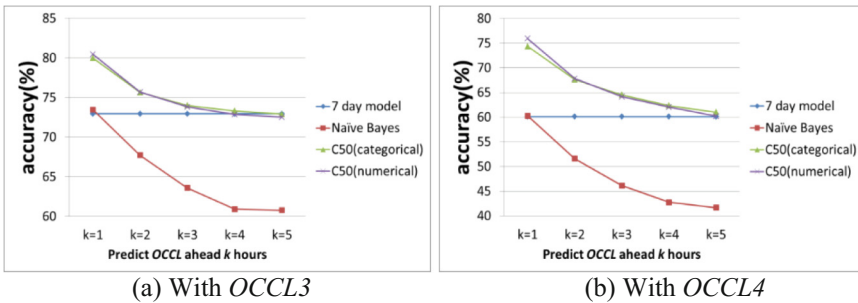 85
80
75
70
65
60
accuracy(%)
k=1 k=2 k=3 k=4 k=5
Predict OCCL ahead k hours
7 day model
Naïve Bayes
C50(categorical)
C50(numerical)
(a) With OCCL3
80
75
70
65
60
55
50
45
40
accuracy(%)
k=1 k=2 k=3 k=4 k=5
Predict OCCL ahead k hours
7 day model
Naïve Bayes
C50(categorical)
C50(numerical)
(b) With OCCL4